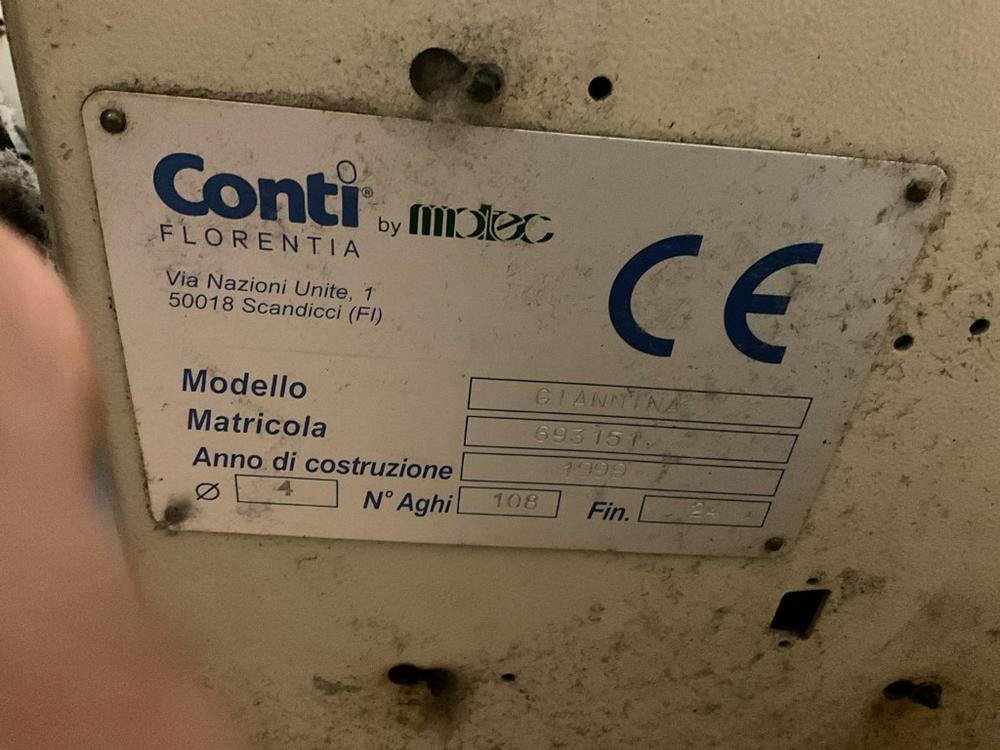 Conti® by matec
FLORENTIA
Via Nazioni Unite, 1
50018 Scandicci (FI)
CE
Modello GIANNINA
Matricola 693151
Anno di costruzione 1999
Ø 4 N° Aghi 108 Fin. 24